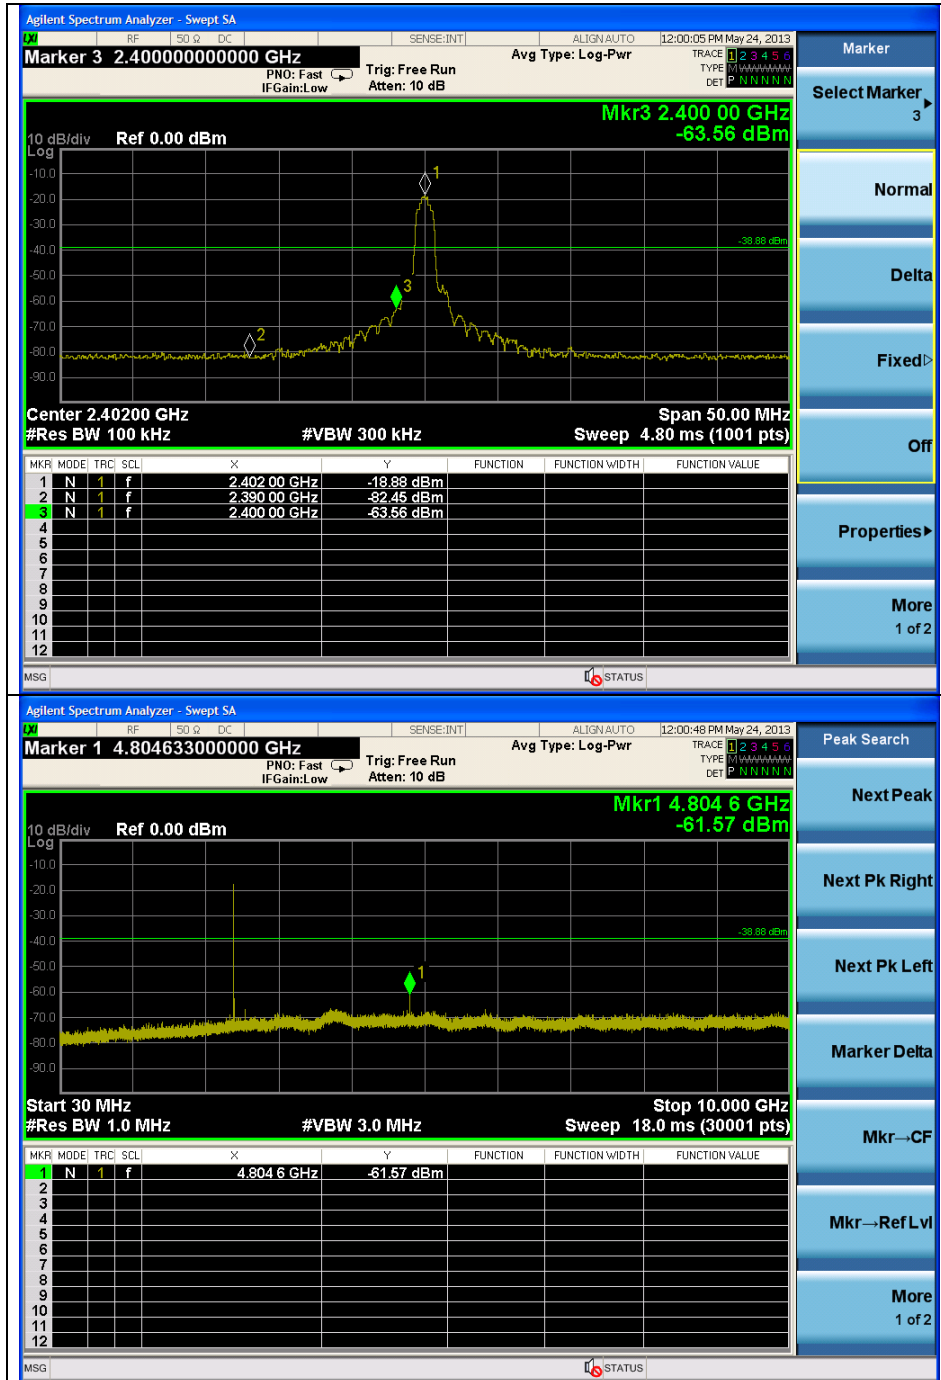 Agilent Spectrum Analyzer - Swept SA
LXI RF 50 Ω DC SENSE:INT ALIGN AUTO 12:00:05 PM May 24, 2013
Marker 3 2.400000000000 GHz
PNO: Fast
IFGain:Low
Trig: Free Run
Atten: 10 dB
Avg Type: Log-Pwr
TRACE 1 2 3 4 5 6
TYPE M WWWWW
DET P N N N N N
Mkr3 2.400 00 GHz
-63.56 dBm
10 dB/div Ref 0.00 dBm
Log
-10.0
-20.0
-30.0
-40.0
-50.0
-60.0
-70.0
-80.0
-90.0
1
-38.88 dBm
3
2
Center 2.40200 GHz Span 50.00 MHz
#Res BW 100 kHz #VBW 300 kHz Sweep 4.80 ms (1001 pts)
MKR MODE TRC SCL X Y FUNCTION FUNCTION WIDTH FUNCTION VALUE
1 N 1 f 2.402 00 GHz -18.88 dBm
2 N 1 f 2.390 00 GHz -82.45 dBm
3 N 1 f 2.400 00 GHz -63.56 dBm
4
5
6
7
8
9
10
11
12
MSG STATUS
Marker
Select Marker
3
Normal
Delta
Fixed
Off
Properties
More
1 of 2
Agilent Spectrum Analyzer - Swept SA
LXI RF 50 Ω DC SENSE:INT ALIGN AUTO 12:00:48 PM May 24, 2013
Marker 1 4.804633000000 GHz
PNO: Fast
IFGain:Low
Trig: Free Run
Atten: 10 dB
Avg Type: Log-Pwr
TRACE 1 2 3 4 5 6
TYPE M WWWWW
DET P N N N N N
Mkr1 4.804 6 GHz
-61.57 dBm
10 dB/div Ref 0.00 dBm
Log
-10.0
-20.0
-30.0
-40.0
-50.0
-60.0
-70.0
-80.0
-90.0
-38.88 dBm
1
Start 30 MHz Stop 10.000 GHz
#Res BW 1.0 MHz #VBW 3.0 MHz Sweep 18.0 ms (30001 pts)
MKR MODE TRC SCL X Y FUNCTION FUNCTION WIDTH FUNCTION VALUE
1 N 1 f 4.804 6 GHz -61.57 dBm
2
3
4
5
6
7
8
9
10
11
12
MSG STATUS
Peak Search
Next Peak
Next Pk Right
Next Pk Left
Marker Delta
Mkr→CF
Mkr→Ref Lvl
More
1 of 2